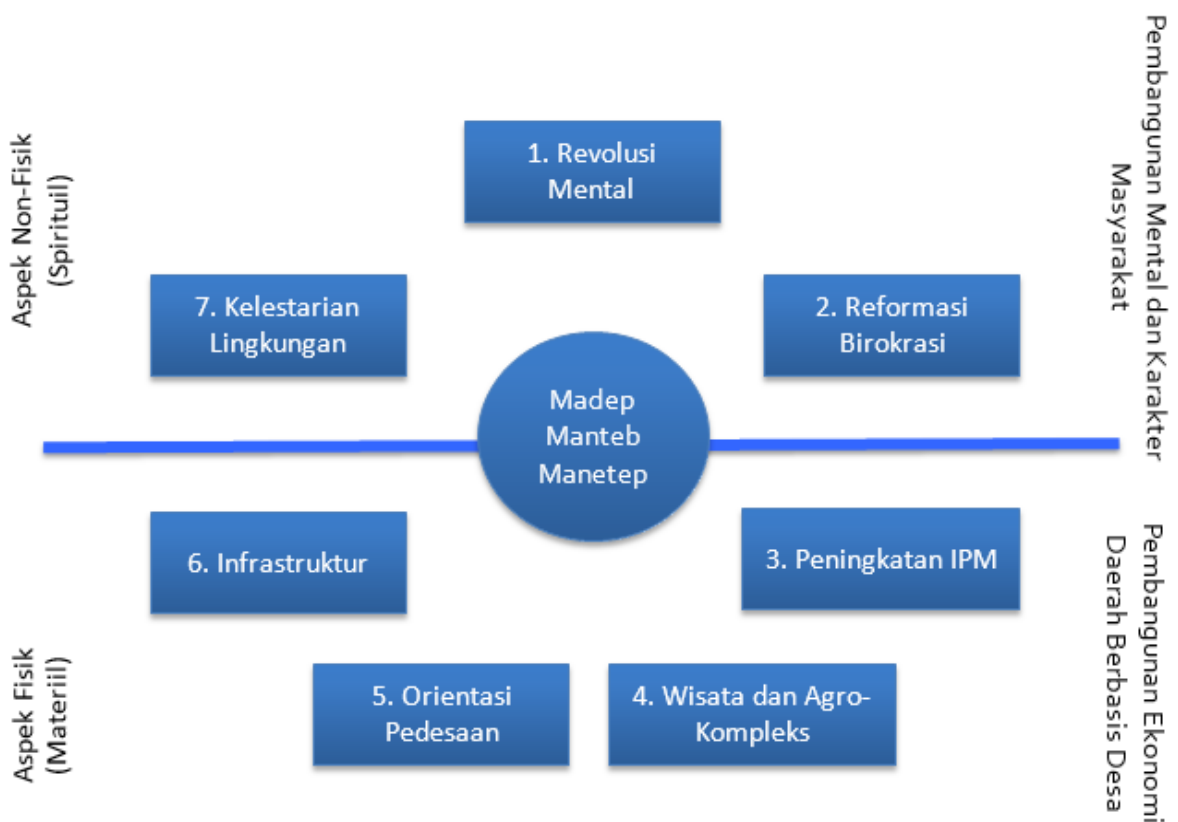 Aspek Non-Fisik
(Spirituil)
1. Revolusi
Mental
Pembangunan Mental dan Karakter
Masyarakat
7. Kelestarian
Lingkungan
2. Reformasi
Birokrasi
Madep
Manteb
Manetep
6. Infrastruktur
3. Peningkatan IPM
Aspek Fisik
(Materiil)
5. Orientasi
Pedesaan
4. Wisata dan Agro-
Kompleks
Pembangunan Ekonomi
Daerah Berbasis Desa